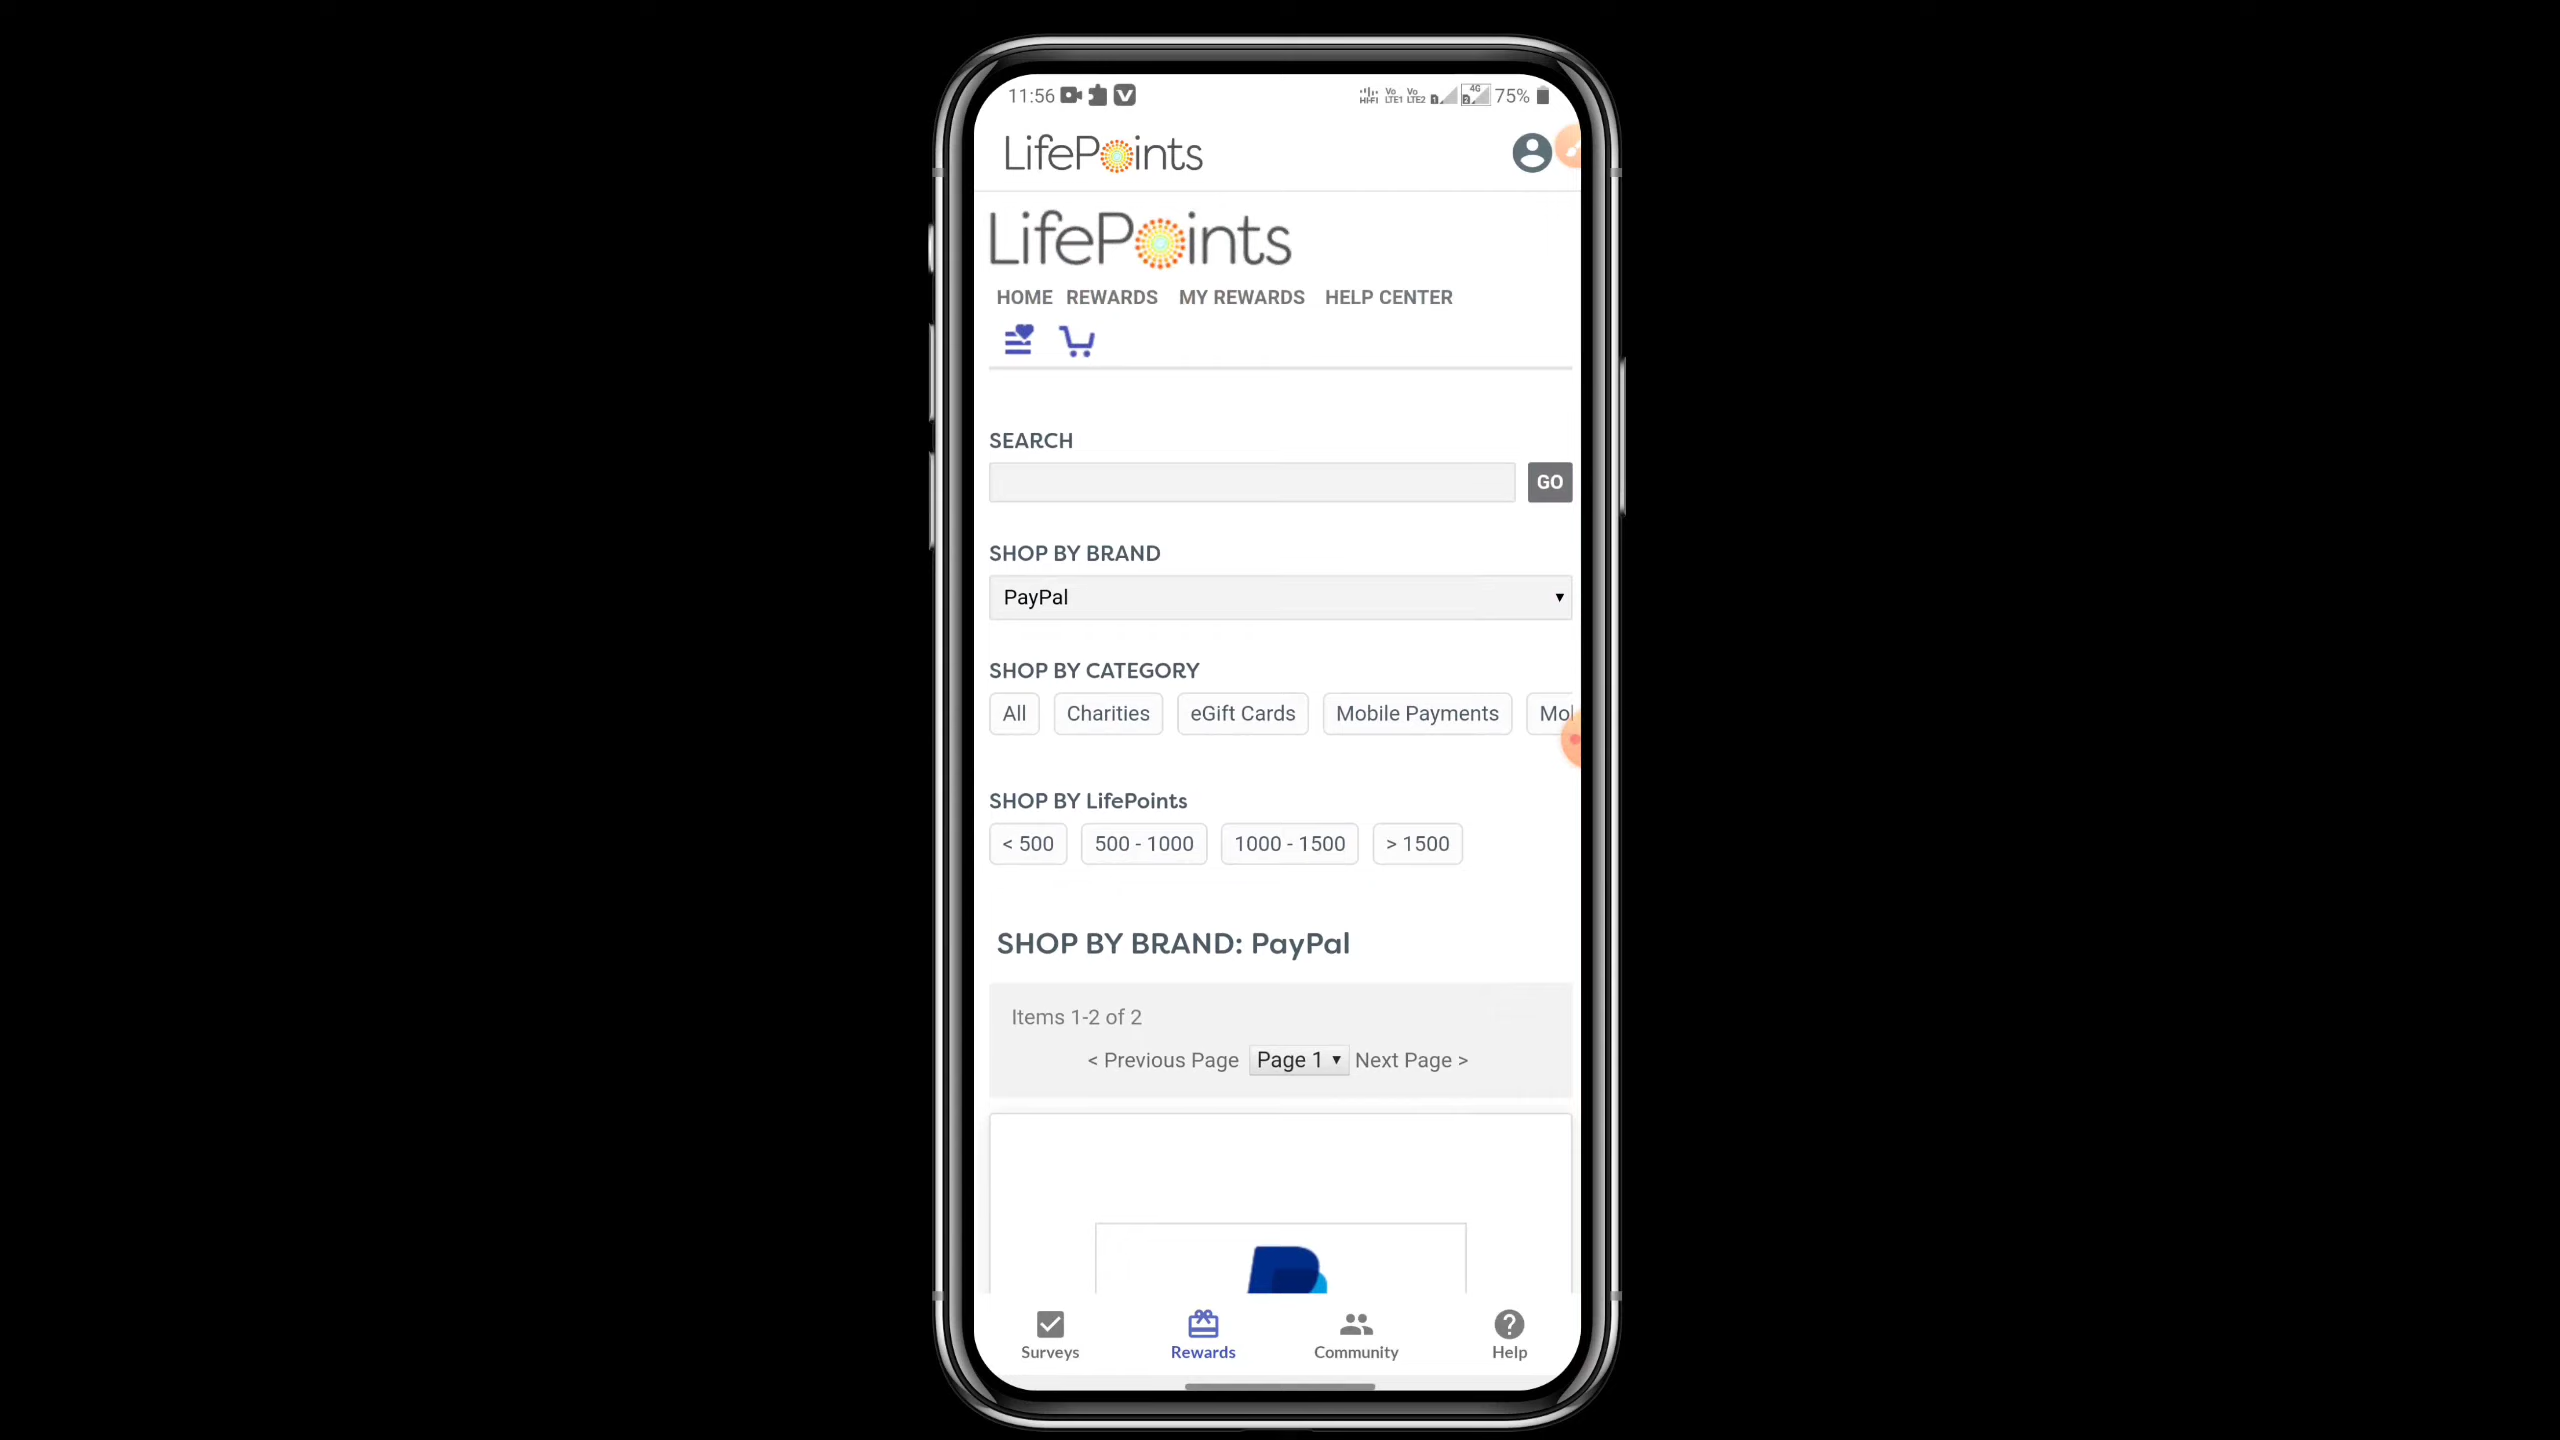 11:56 75%
LifePoints
LifePoints
HOME REWARDS MY REWARDS HELP CENTER
SEARCH
GO
SHOP BY BRAND
PayPal
SHOP BY CATEGORY
All Charities eGift Cards Mobile Payments Mo
SHOP BY LifePoints
< 500 500 - 1000 1000 - 1500 > 1500
SHOP BY BRAND: PayPal
Items 1-2 of 2
< Previous Page Page 1 Next Page >
Surveys Rewards Community Help